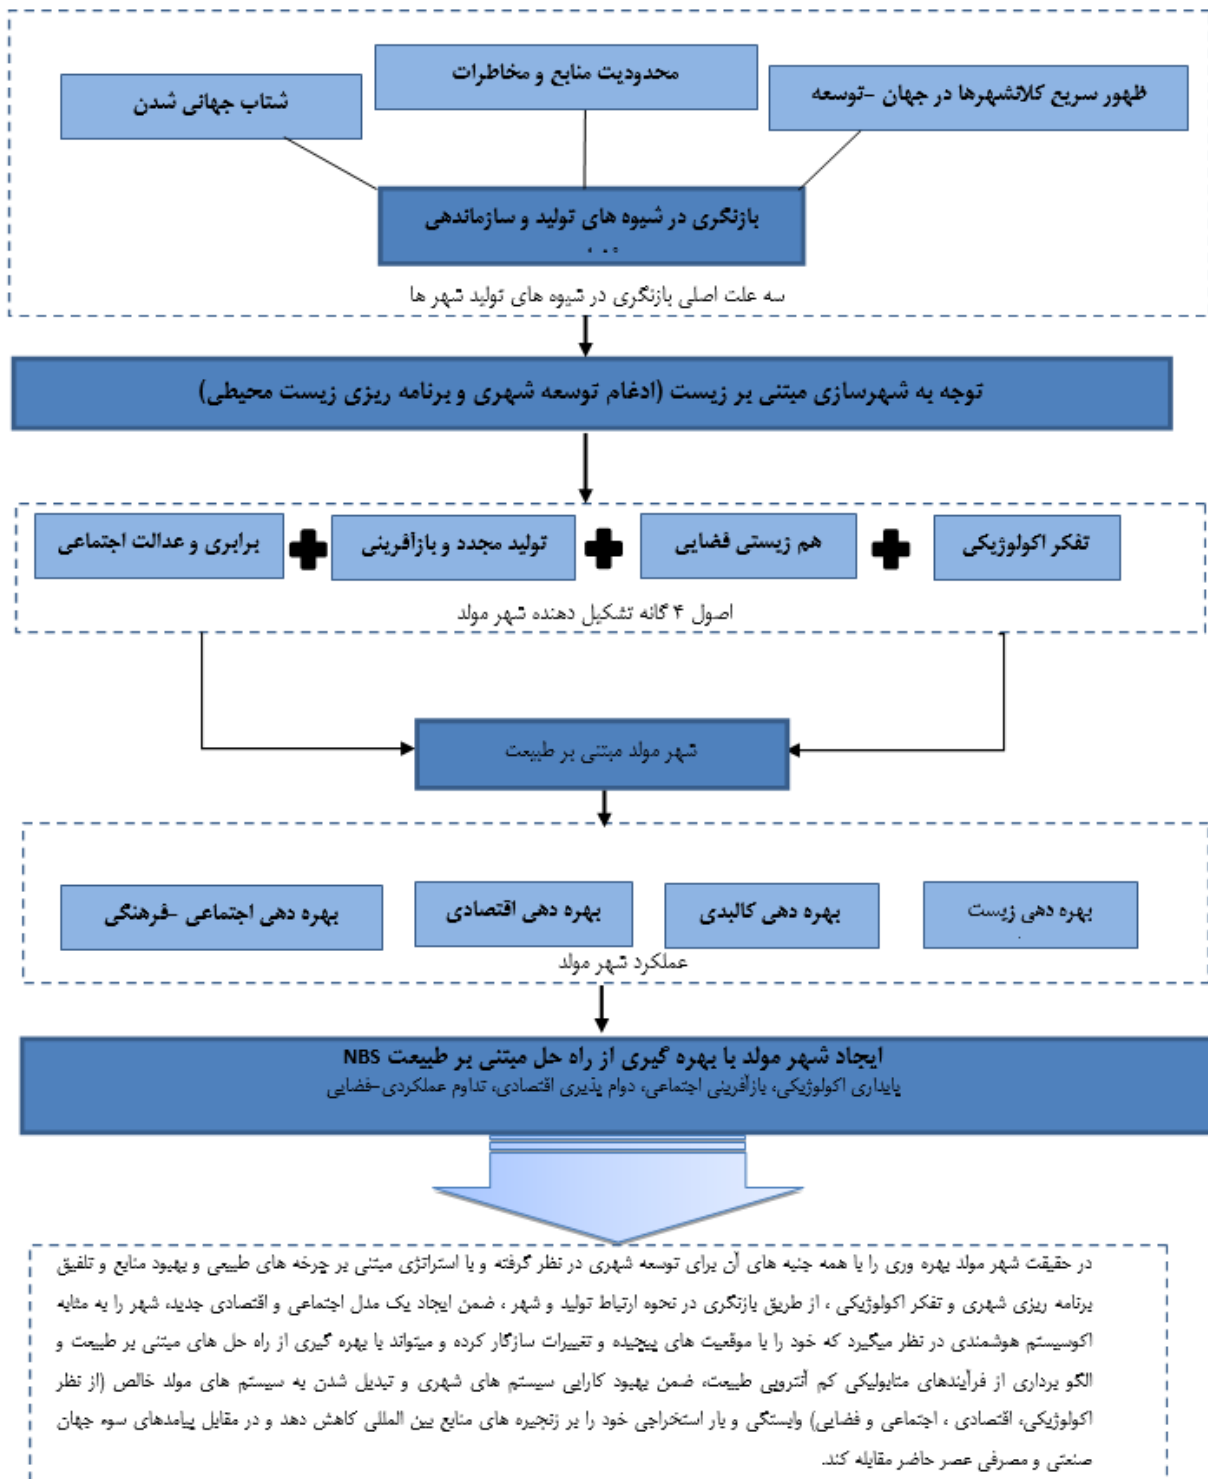 ظهور سریع کلانشهرها در جهان -توسعه
محدودیت منابع و مخاطرات
شتاب جهانی شدن
بازنگری در شیوه های تولید و سازماندهی
سه علت اصلی بازنگری در شیوه های تولید شهر ها
توجه به شهرسازی مبتنی بر زیست (ادغام توسعه شهری و برنامه ریزی زیست محیطی)
تفکر اکولوژیکی
هم زیستی فضایی
تولید مجدد و بازآفرینی
برابری و عدالت اجتماعی
اصول ۴ گانه تشکیل دهنده شهر مولد
شهر مولد مبتنی بر طبیعت
بهره دهی زیست
بهره دهی کالبدی
بهره دهی اقتصادی
بهره دهی اجتماعی -فرهنگی
عملکرد شهر مولد
ایجاد شهر مولد با بهره گیری از راه حل مبتنی بر طبیعت NBS
پایداری اکولوژیکی، بازآفرینی اجتماعی، دوام پذیری اقتصادی، تداوم عملکردی-فضایی
در حقیقت شهر مولد بهره وری را با همه جنبه های آن برای توسعه شهری در نظر گرفته و با استراتژی مبتنی بر چرخه های طبیعی و بهبود منابع و تلفیق
برنامه ریزی شهری و تفکر اکولوژیکی ، از طریق بازنگری در نحوه ارتباط تولید و شهر ، ضمن ایجاد یک مدل اجتماعی و اقتصادی جدید، شهر را به مثابه
اکوسیستم هوشمندی در نظر میگیرد که خود را با موقعیت های پیچیده و تغییرات سازگار کرده و میتواند با بهره گیری از راه حل های مبتنی بر طبیعت و
الگو برداری از فرآیندهای متابولیکی کم آنتروپی طبیعت، ضمن بهبود کارایی سیستم های شهری و تبدیل شدن به سیستم های مولد خالص (از نظر
اکولوژیکی، اقتصادی ، اجتماعی و فضایی) وابستگی و بار استخراجی خود را بر زنجیره های منابع بین المللی کاهش دهد و در مقابل پیامدهای سوء جهان
صنعتی و مصرفی عصر حاضر مقابله کند.